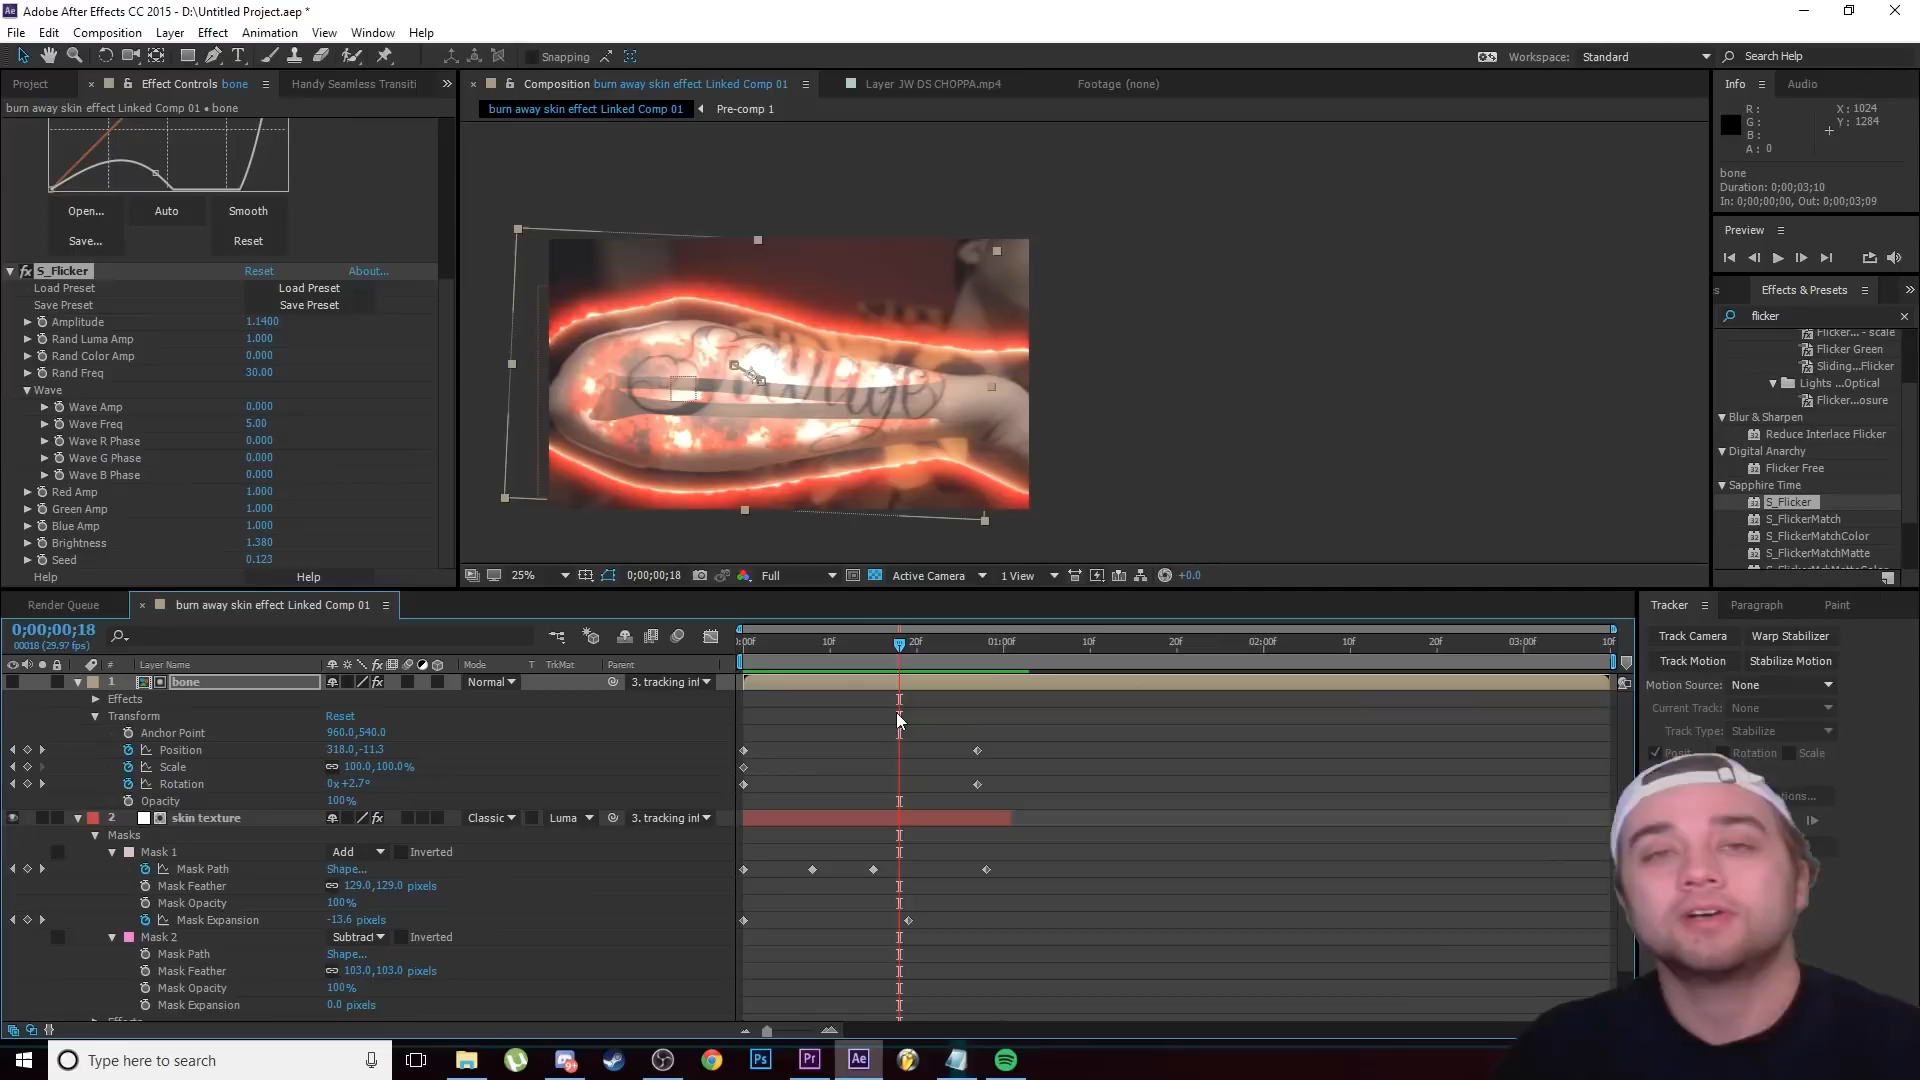 Adobe After Effects CC 2015 - D:\Untitled Project.aep *
File Edit Composition Layer Effect Animation View Window Help
Snapping
Workspace: Standard
Search Help
Project
Effect Controls bone
Handy Seamless Transiti
Composition burn away skin effect Linked Comp 01
Layer JW DS CHOPPA.mp4
Footage (none)
Info
Audio
burn away skin effect Linked Comp 01 • bone
burn away skin effect Linked Comp 01
Pre-comp 1
R :
G :
B :
A : 0
X : 1024
Y : 1284
bone
Duration: 0;00;03;10
In: 0;00;00;00, Out: 0;00;03;09
Open... Auto Smooth
Save... Reset
S_Flicker Reset About...
Load Preset Load Preset
Save Preset Save Preset
Amplitude 1.1400
Rand Luma Amp 1.000
Rand Color Amp 0.000
Rand Freq 30.00
Wave
Wave Amp 0.000
Wave Freq 5.00
Wave R Phase 0.000
Wave G Phase 0.000
Wave B Phase 0.000
Red Amp 1.000
Green Amp 1.000
Blue Amp 1.000
Brightness 1.380
Seed 0.123
Help Help
25% 0;00;00;18 Full Active Camera 1 View +0.0
Preview
Effects & Presets
flicker
Flicker... - scale
Flicker Green
Sliding...Flicker
Lights ...Optical
Flicker...osure
Blur & Sharpen
Reduce Interlace Flicker
Digital Anarchy
Flicker Free
Sapphire Time
S_Flicker
S_FlickerMatch
S_FlickerMatchColor
S_FlickerMatchMatte
Render Queue
burn away skin effect Linked Comp 01
0;00;00;18
00018 (29.97 fps)
:00f 10f 20f 01:00f 10f 20f 02:00f 10f 20f 03:00f 10f
# Layer Name Mode T TrkMat Parent
1 bone Normal 3. tracking inf
Effects
Transform Reset
Anchor Point 960.0,540.0
Position 318.0,-11.3
Scale 100.0,100.0%
Rotation 0x+2.7°
Opacity 100%
2 skin texture Classic Luma 3. tracking inf
Masks
Mask 1 Add Inverted
Mask Path Shape...
Mask Feather 129.0,129.0 pixels
Mask Opacity 100%
Mask Expansion -13.6 pixels
Mask 2 Subtract Inverted
Mask Path Shape...
Mask Feather 103.0,103.0 pixels
Mask Opacity 100%
Mask Expansion 0.0 pixels
Tracker
Paragraph
Paint
Track Camera Warp Stabilizer
Track Motion Stabilize Motion
Motion Source: None
Current Track: None
Track Type: Stabilize
Rotation Scale
Type here to search
Ps Pr Ae